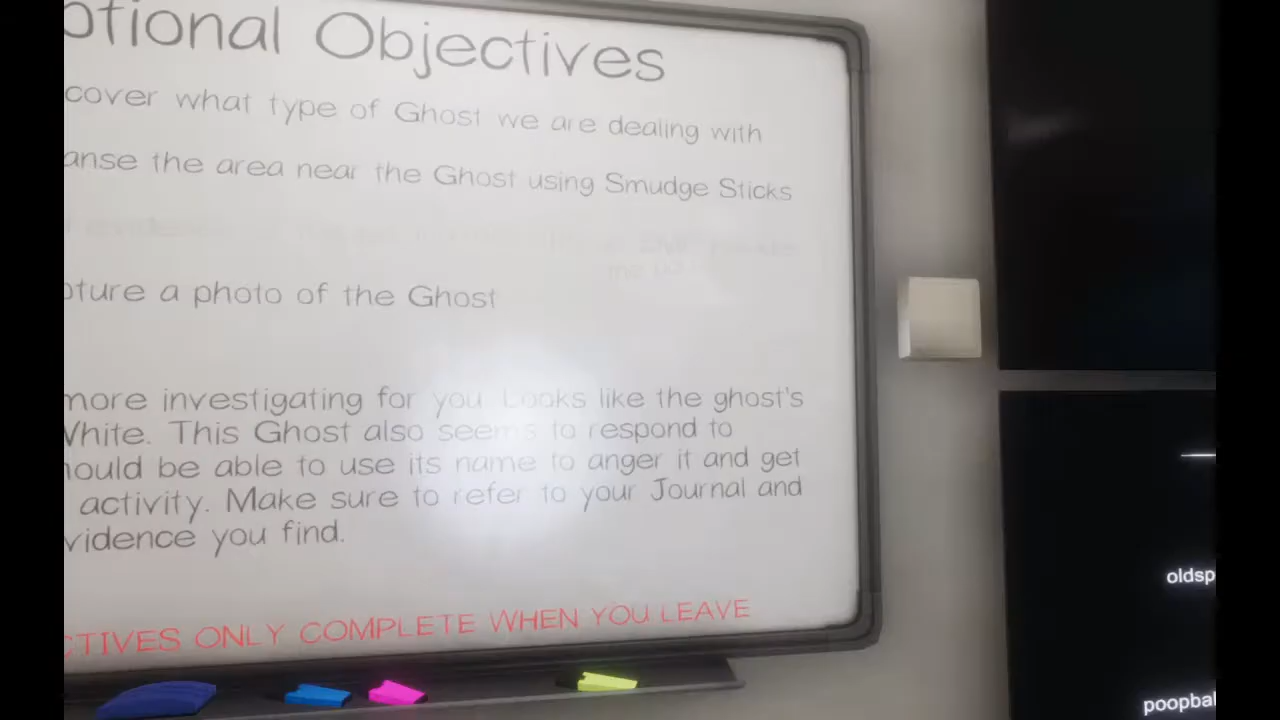 otional Objectives
cover what type of Ghost we are dealing with
anse the area near the Ghost using Smudge Sticks
EMF Reader
pture a photo of the Ghost
more investigating for you. Looks like the ghost's
White. This Ghost also seems to respond to
hould be able to use its name to anger it and get
activity. Make sure to refer to your Journal and
vidence you find.
CTIVES ONLY COMPLETE WHEN YOU LEAVE
oldsp
poopbal